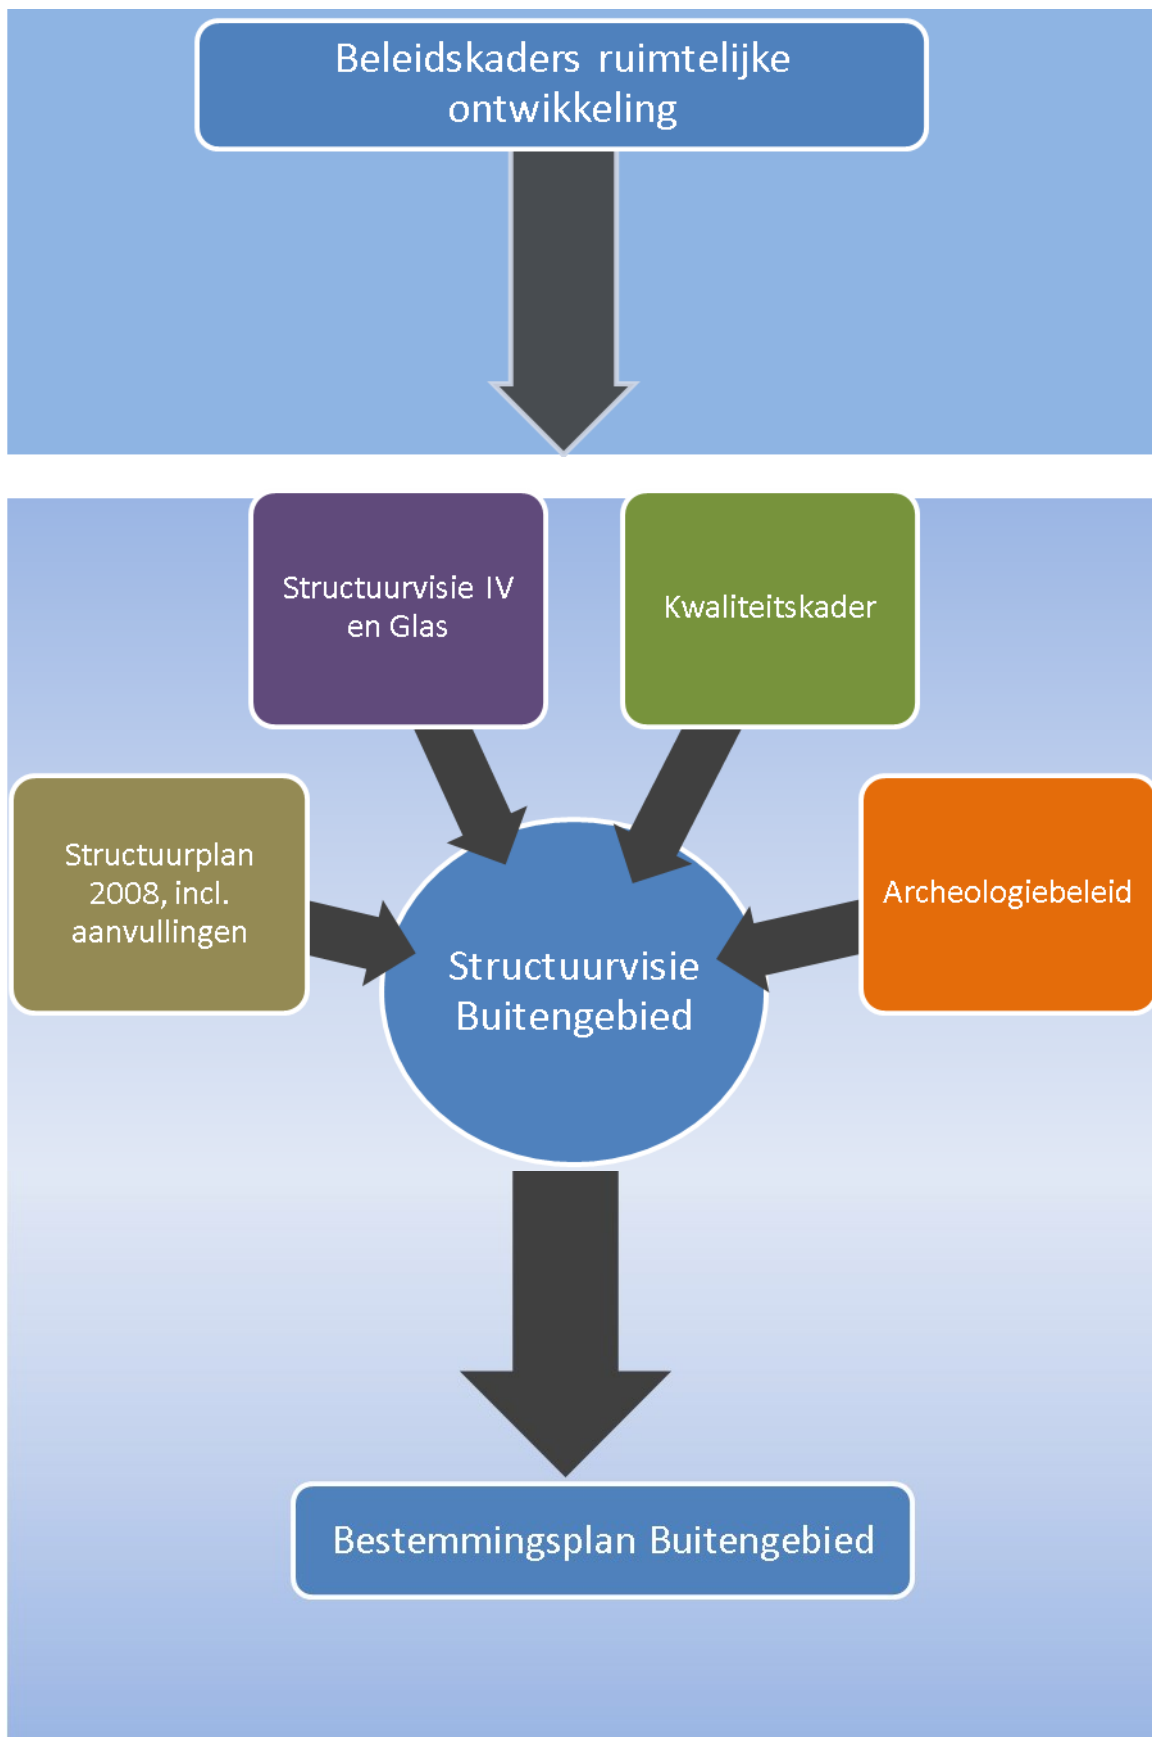 Beleidskaders ruimtelijke
ontwikkeling
Structuurvisie IV
en Glas
Kwaliteitskader
Structuurplan
2008, incl.
aanvullingen
Archeologiebeleid
Structuurvisie
Buitengebied
Bestemmingsplan Buitengebied